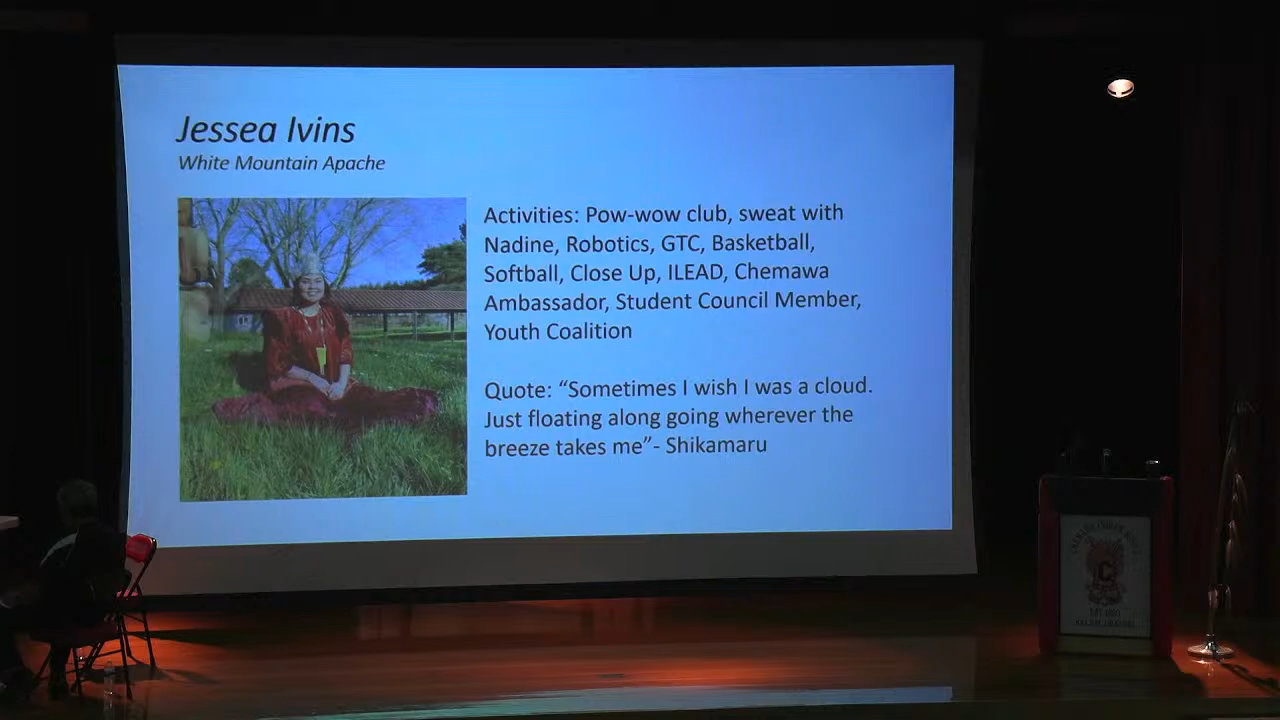 Jessea Ivins
White Mountain Apache
Activities: Pow-wow club, sweat with
Nadine, Robotics, GTC, Basketball,
Softball, Close Up, ILEAD, Chemawa
Ambassador, Student Council Member,
Youth Coalition
Quote: “Sometimes I wish I was a cloud.
Just floating along going wherever the
breeze takes me”- Shikamaru
C